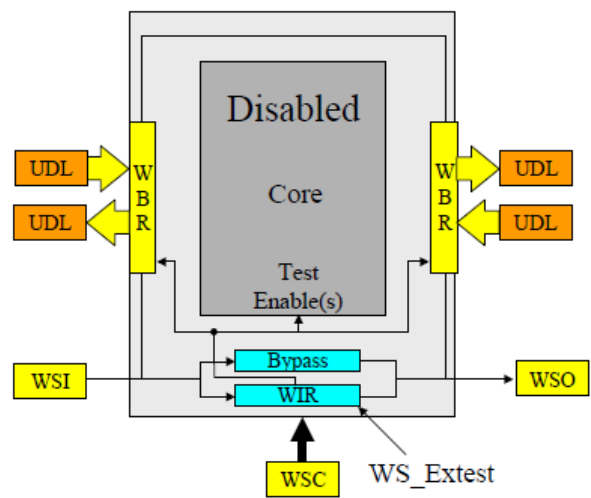 Disabled
Core
Test
Enable(s)
UDL
UDL
W
B
R
W
B
R
UDL
UDL
Bypass
WIR
WSI
WSO
WSC
WS_Extest